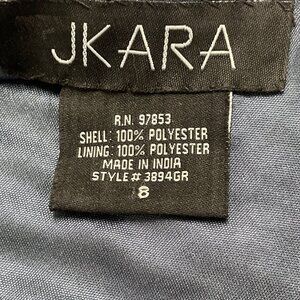 JKARA
R.N. 97853
SHELL: 100% POLYESTER
LINING: 100% POLYESTER
MADE IN INDIA
STYLE# 3894GR
8